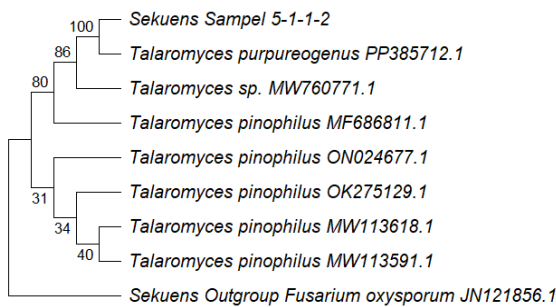 Sekuens Sampel 5-1-1-2
100
Talaromyces purpureogenus PP385712.1
86
Talaromyces sp. MW760771.1
80
Talaromyces pinophilus MF686811.1
Talaromyces pinophilus ON024677.1
31
Talaromyces pinophilus OK275129.1
34
Talaromyces pinophilus MW113618.1
40
Talaromyces pinophilus MW113591.1
Sekuens Outgroup Fusarium oxysporum JN121856.1